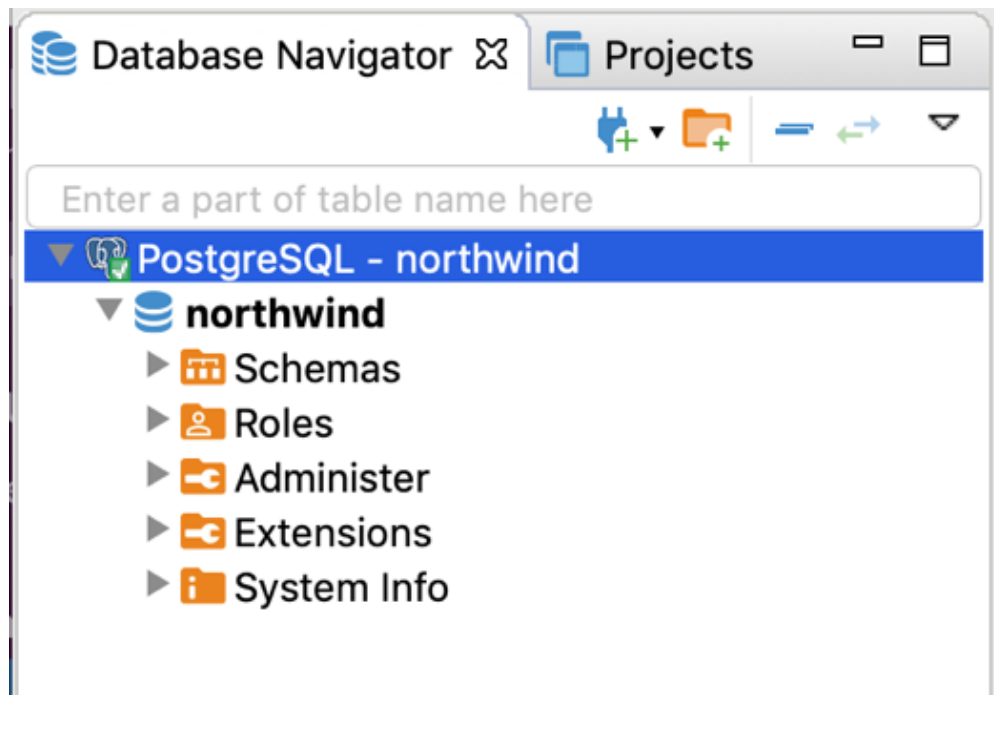 Database Navigator Projects
Enter a part of table name here
PostgreSQL - northwind
northwind
Schemas
Roles
Administer
Extensions
System Info